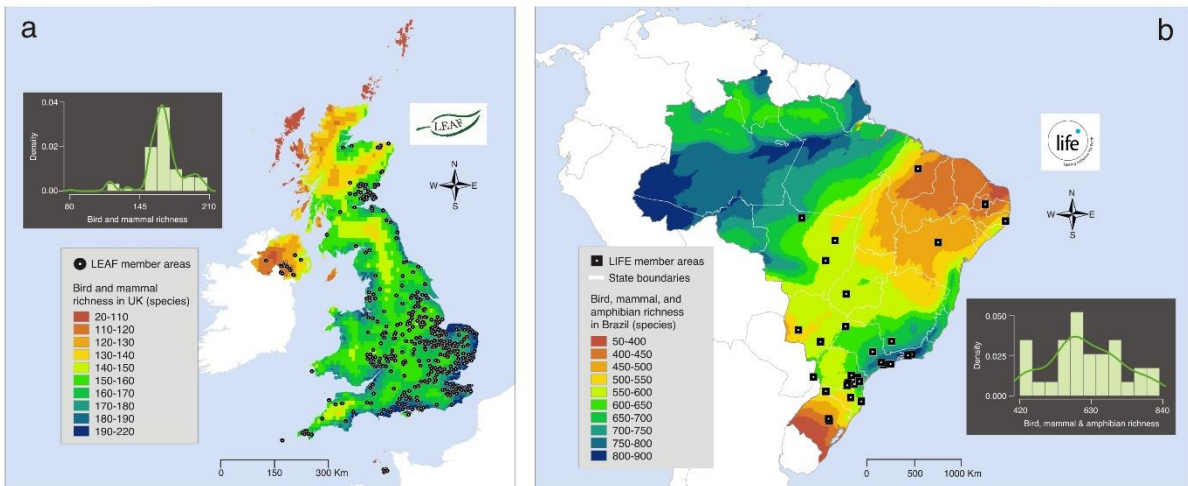 a
0.04
0.02
0.00
Density
80
145
210
Bird and mammal richness
LEAF
N
W
E
S
LEAF member areas
Bird and mammal
richness in UK (species)
20-110
110-120
120-130
130-140
140-150
150-160
160-170
170-180
180-190
190-220
0
150
300 Km
b
life
N
W
E
S
LIFE member areas
State boundaries
Bird, mammal, and
amphibian richness
in Brazil (species)
50-400
400-450
450-500
500-550
550-600
600-650
650-700
700-750
750-800
800-900
0
500
1000 Km
0.050
0.025
0.000
Density
420
630
840
Bird, mammal & amphibian richness